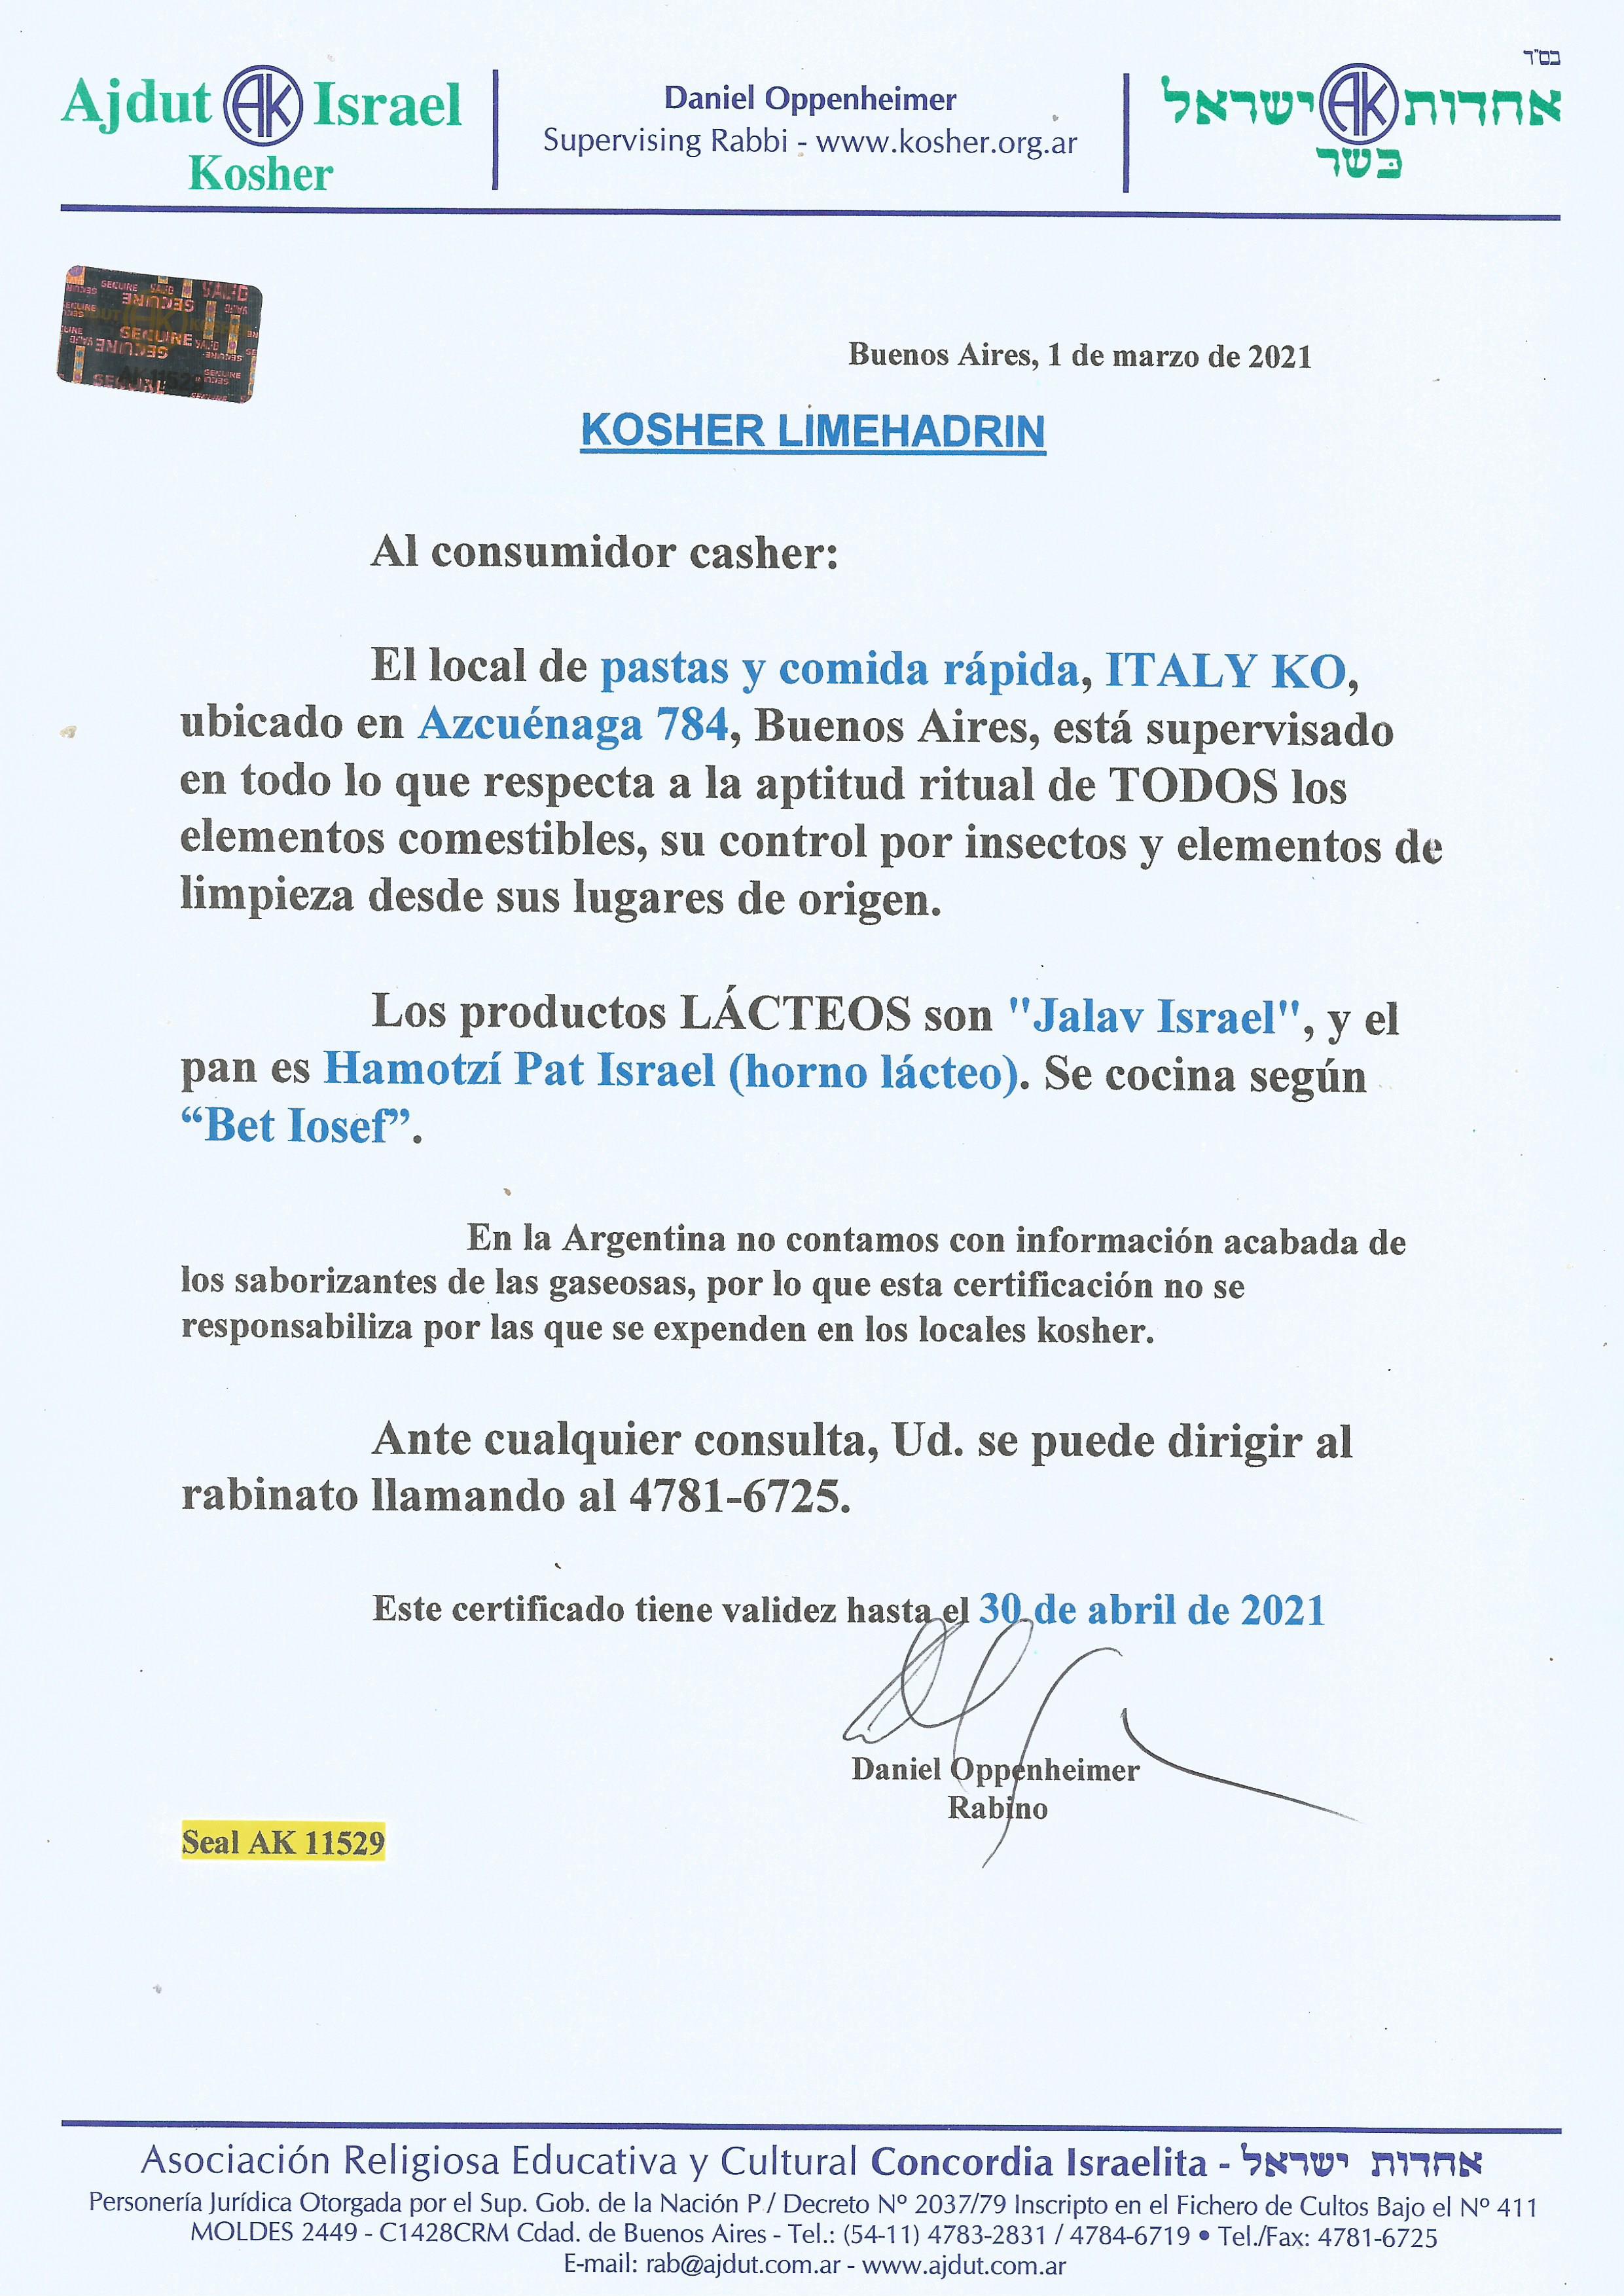 בס"ד
Ajdut AK Israel
Kosher
Daniel Oppenheimer
Supervising Rabbi - www.kosher.org.ar
אחדות AK ישראל
כשר
SECURE VALID
SECURE
SECURE
SECURE
Buenos Aires, 1 de marzo de 2021
KOSHER LIMEHADRIN
Al consumidor casher:
El local de pastas y comida rápida, ITALY KO,
ubicado en Azcuénaga 784, Buenos Aires, está supervisado
en todo lo que respecta a la aptitud ritual de TODOS los
elementos comestibles, su control por insectos y elementos de
limpieza desde sus lugares de origen.
Los productos LÁCTEOS son "Jalav Israel", y el
pan es Hamotzí Pat Israel (horno lácteo). Se cocina según
“Bet Iosef”.
En la Argentina no contamos con información acabada de
los saborizantes de las gaseosas, por lo que esta certificación no se
responsabiliza por las que se expenden en los locales kosher.
Ante cualquier consulta, Ud. se puede dirigir al
rabinato llamando al 4781-6725.
Este certificado tiene validez hasta el 30 de abril de 2021
Daniel Oppenheimer
Rabino
Seal AK 11529
Asociación Religiosa Educativa y Cultural Concordia Israelita - אחדות ישראל
Personería Jurídica Otorgada por el Sup. Gob. de la Nación P / Decreto Nº 2037/79 Inscripto en el Fichero de Cultos Bajo el Nº 411
MOLDES 2449 - C1428CRM Cdad. de Buenos Aires - Tel.: (54-11) 4783-2831 / 4784-6719 • Tel./Fax: 4781-6725
E-mail: rab@ajdut.com.ar - www.ajdut.com.ar